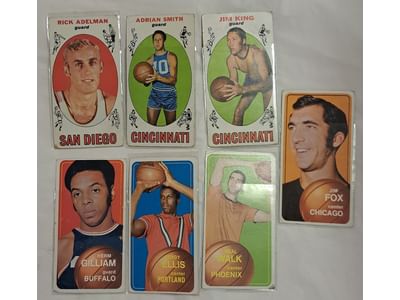 RICK ADELMAN
guard
SAN DIEGO
ADRIAN SMITH
guard
10
CINCINNATI
JIM KING
guard
CINCINNATI
HERM
GILLIAM
guard
BUFFALO
ELLIS
center
PORTLAND
NEAL
WALK
center
PHOENIX
JIM
FOX
center
CHICAGO